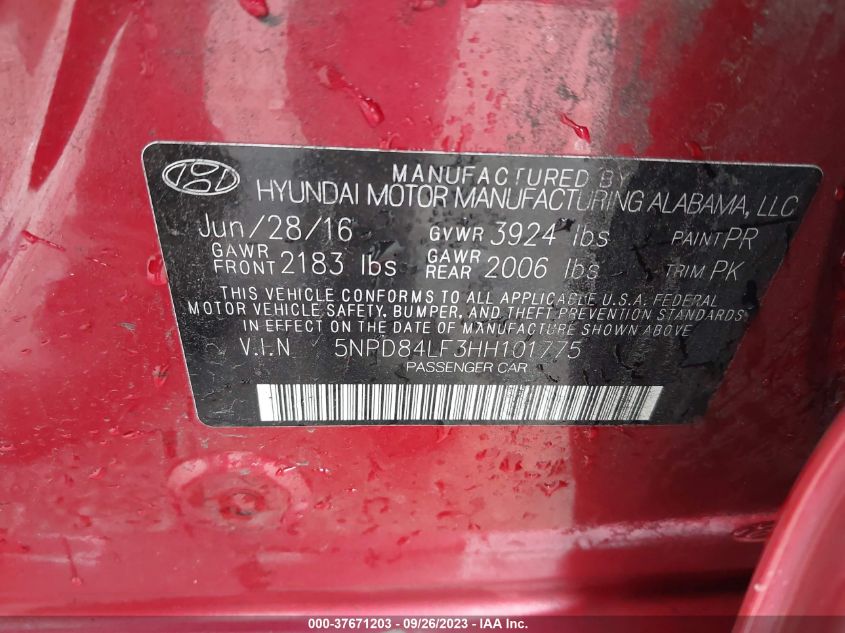 MANUFACTURED BY
HYUNDAI MOTOR MANUFACTURING ALABAMA, LLC
Jun/28/16 GVWR 3924 lbs PAINT PR
GAWR FRONT 2183 lbs GAWR REAR 2006 lbs TRIM PK
THIS VEHICLE CONFORMS TO ALL APPLICABLE U.S.A. FEDERAL
MOTOR VEHICLE SAFETY, BUMPER, AND THEFT PREVENTION STANDARDS
IN EFFECT ON THE DATE OF MANUFACTURE SHOWN ABOVE.
V.I.N 5NPD84LF3HH101775
PASSENGER CAR
000-37671203 - 09/26/2023 - IAA Inc.